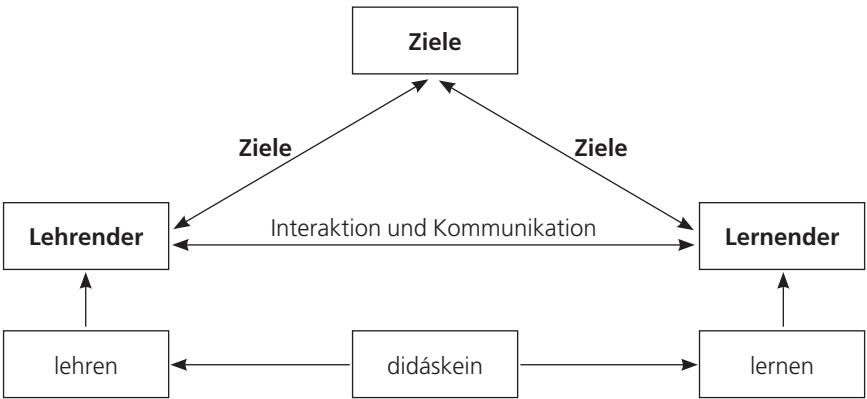 Ziele
Ziele
Ziele
Lehrender
Interaktion und Kommunikation
Lernender
lehren
didáskein
lernen